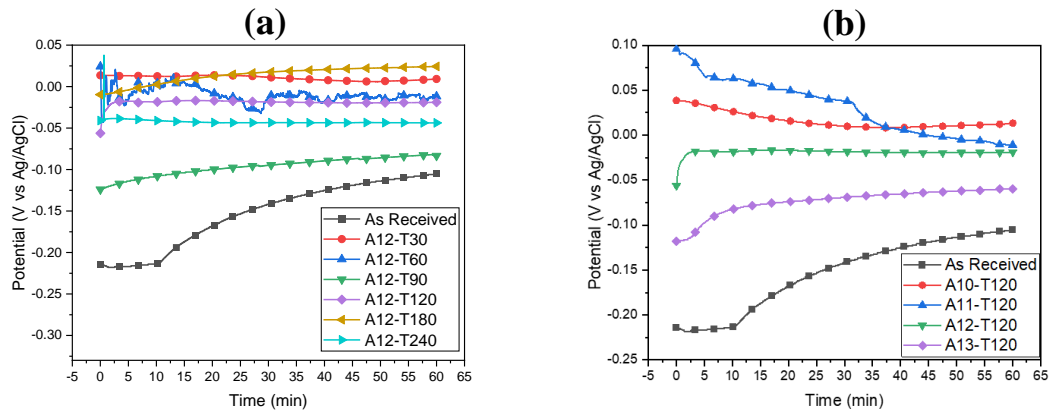 (a)
0.05
0.00
-0.05
-0.10
-0.15
-0.20
-0.25
-0.30
Potential (V vs Ag/AgCl)
As Received
A12-T30
A12-T60
A12-T90
A12-T120
A12-T180
A12-T240
-5 0 5 10 15 20 25 30 35 40 45 50 55 60 65
Time (min)
(b)
0.10
0.05
0.00
-0.05
-0.10
-0.15
-0.20
-0.25
Potential (V vs Ag/AgCl)
As Received
A10-T120
A11-T120
A12-T120
A13-T120
-5 0 5 10 15 20 25 30 35 40 45 50 55 60 65
Time (min)